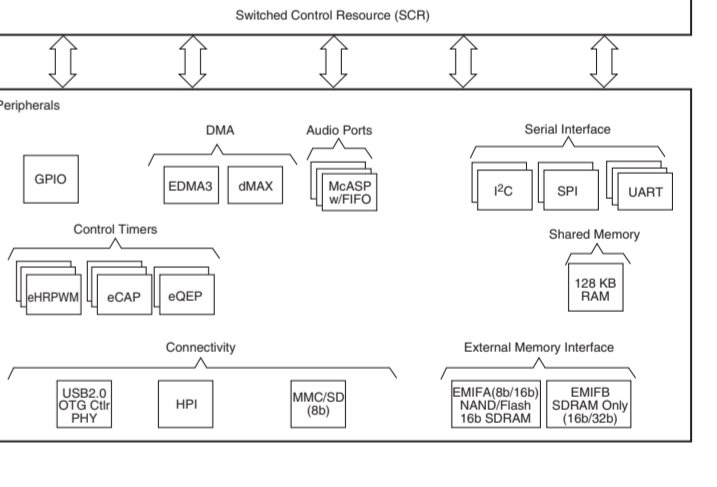 Switched Control Resource (SCR)
Peripherals
DMA
Audio Ports
Serial Interface
GPIO
EDMA3
dMAX
McASP
w/FIFO
I²C
SPI
UART
Control Timers
Shared Memory
eHRPWM
eCAP
eQEP
128 KB
RAM
Connectivity
External Memory Interface
USB2.0
OTG Ctlr
PHY
HPI
MMC/SD
(8b)
EMIFA(8b/16b)
NAND/Flash
16b SDRAM
EMIFB
SDRAM Only
(16b/32b)